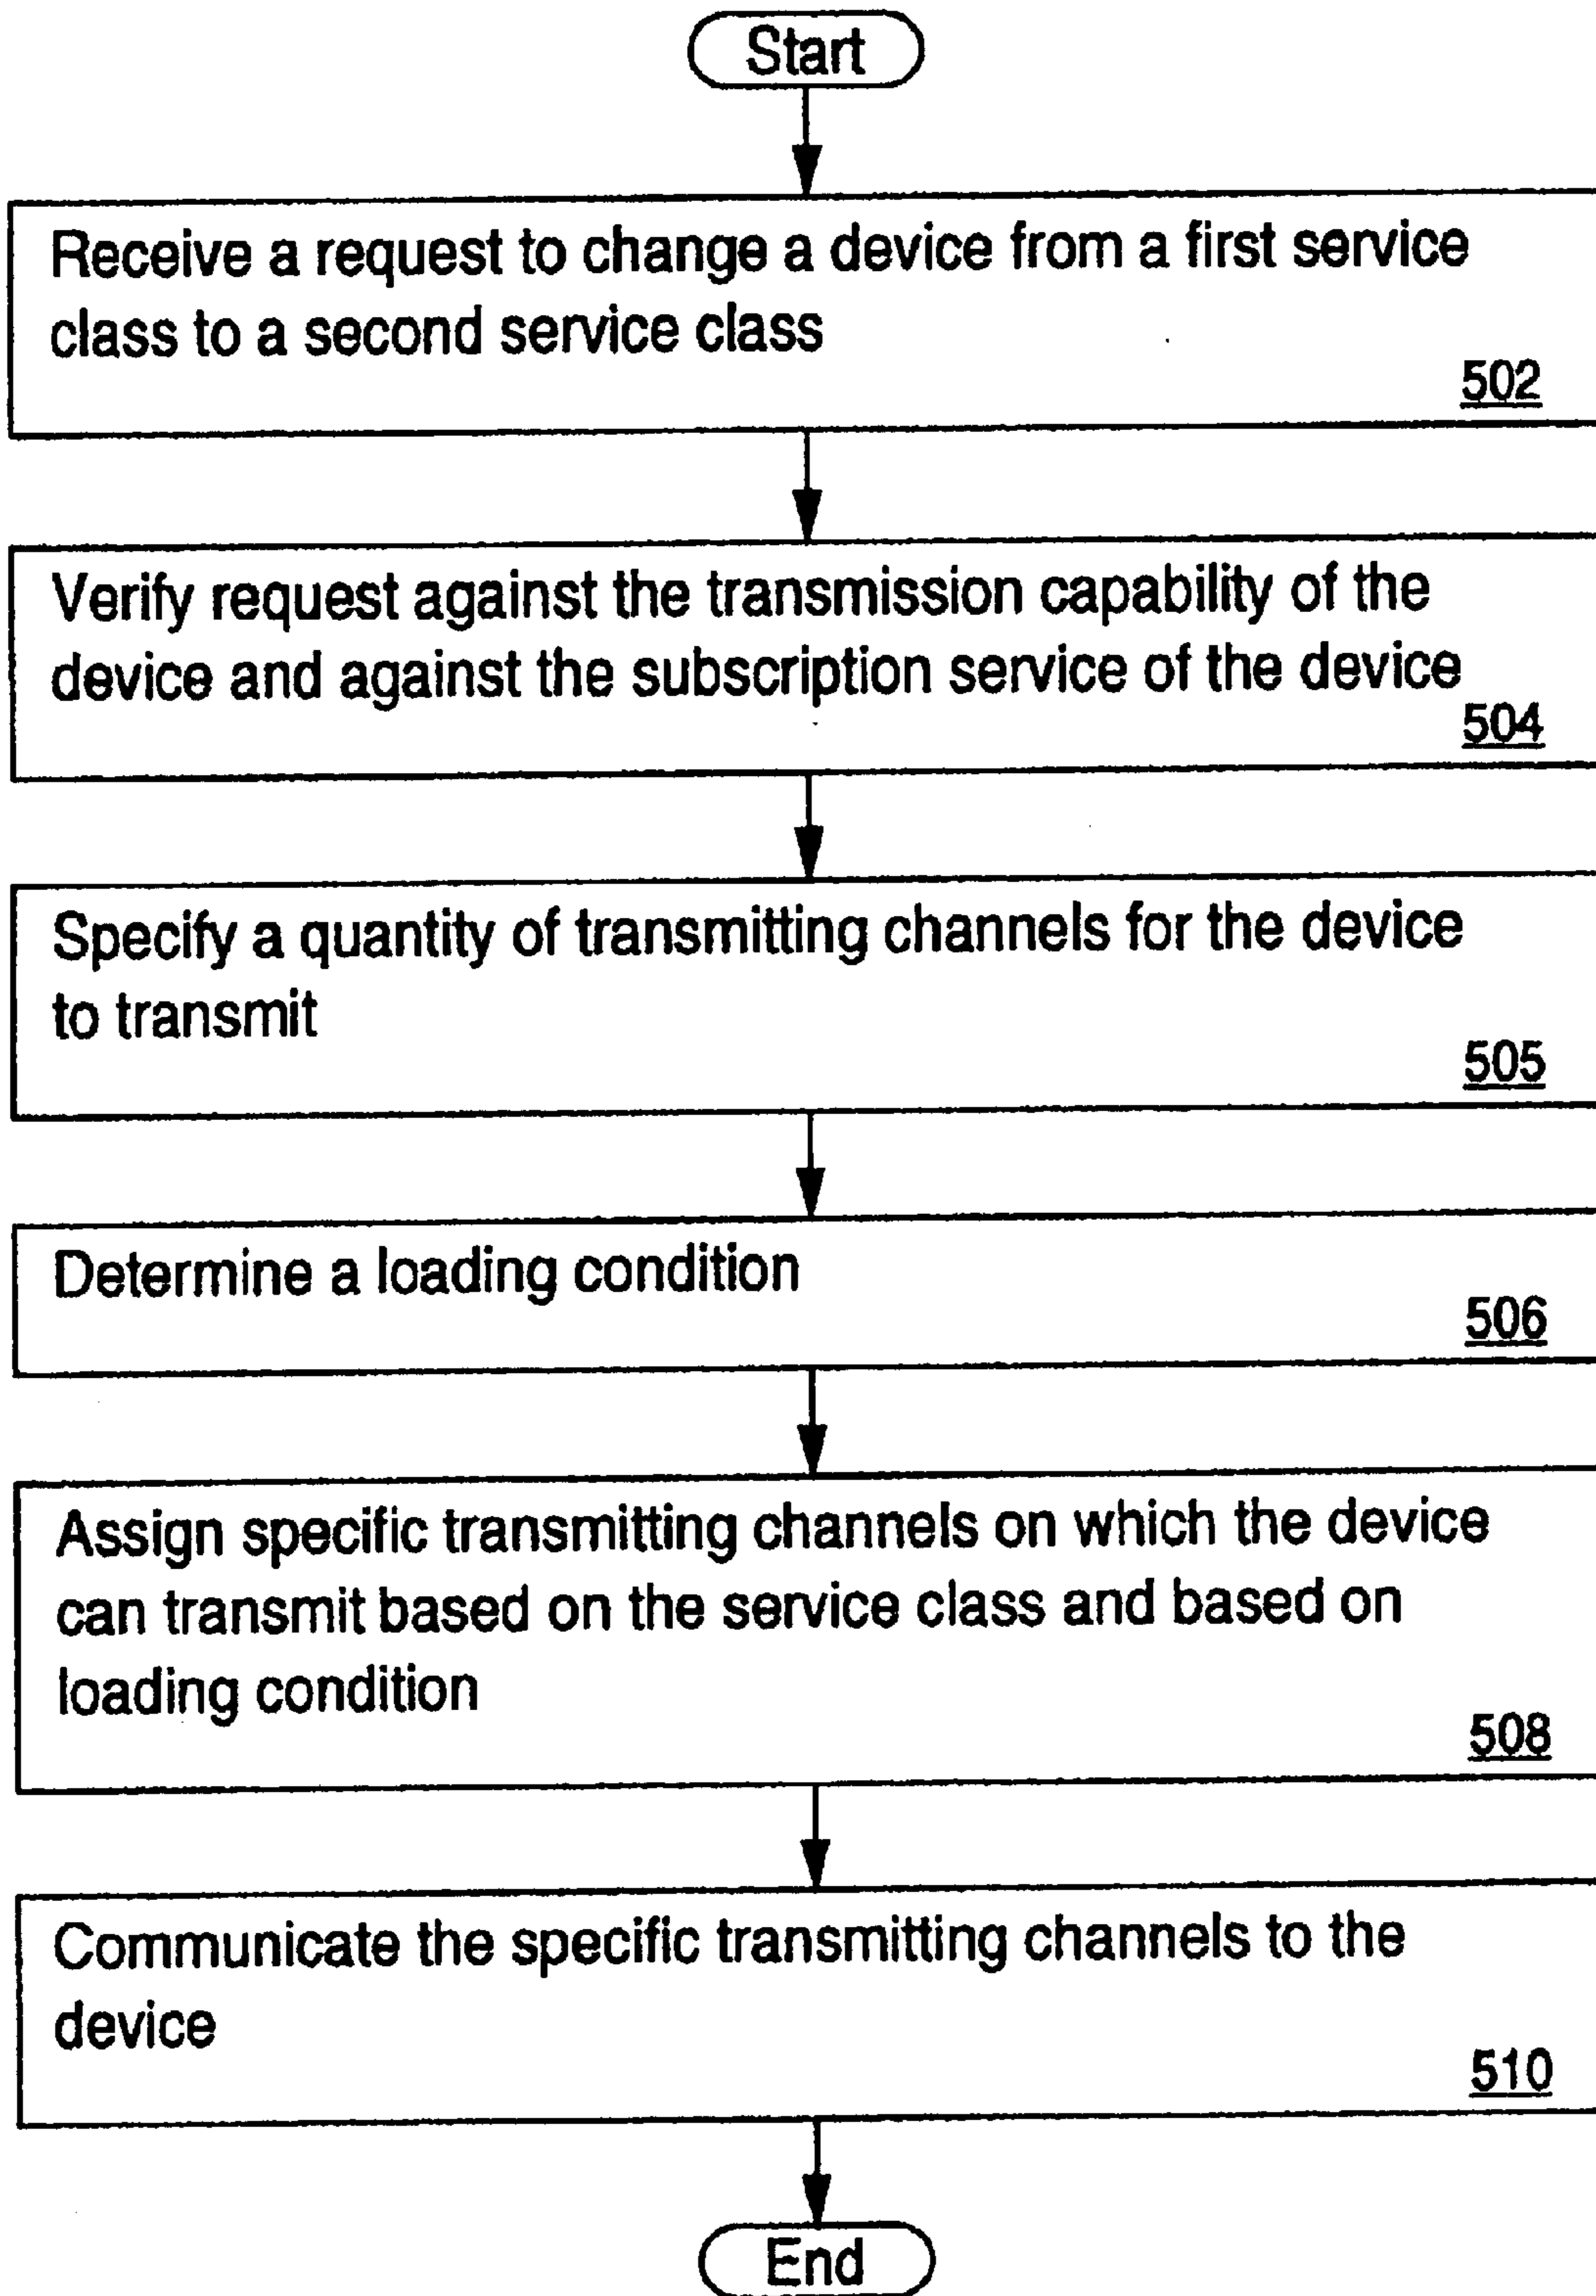 Start
Receive a request to change a device from a first service
class to a second service class
502
Verify request against the transmission capability of the
device and against the subscription service of the device
504
Specify a quantity of transmitting channels for the device
to transmit
505
Determine a loading condition
506
Assign specific transmitting channels on which the device
can transmit based on the service class and based on
loading condition
508
Communicate the specific transmitting channels to the
device
510
End